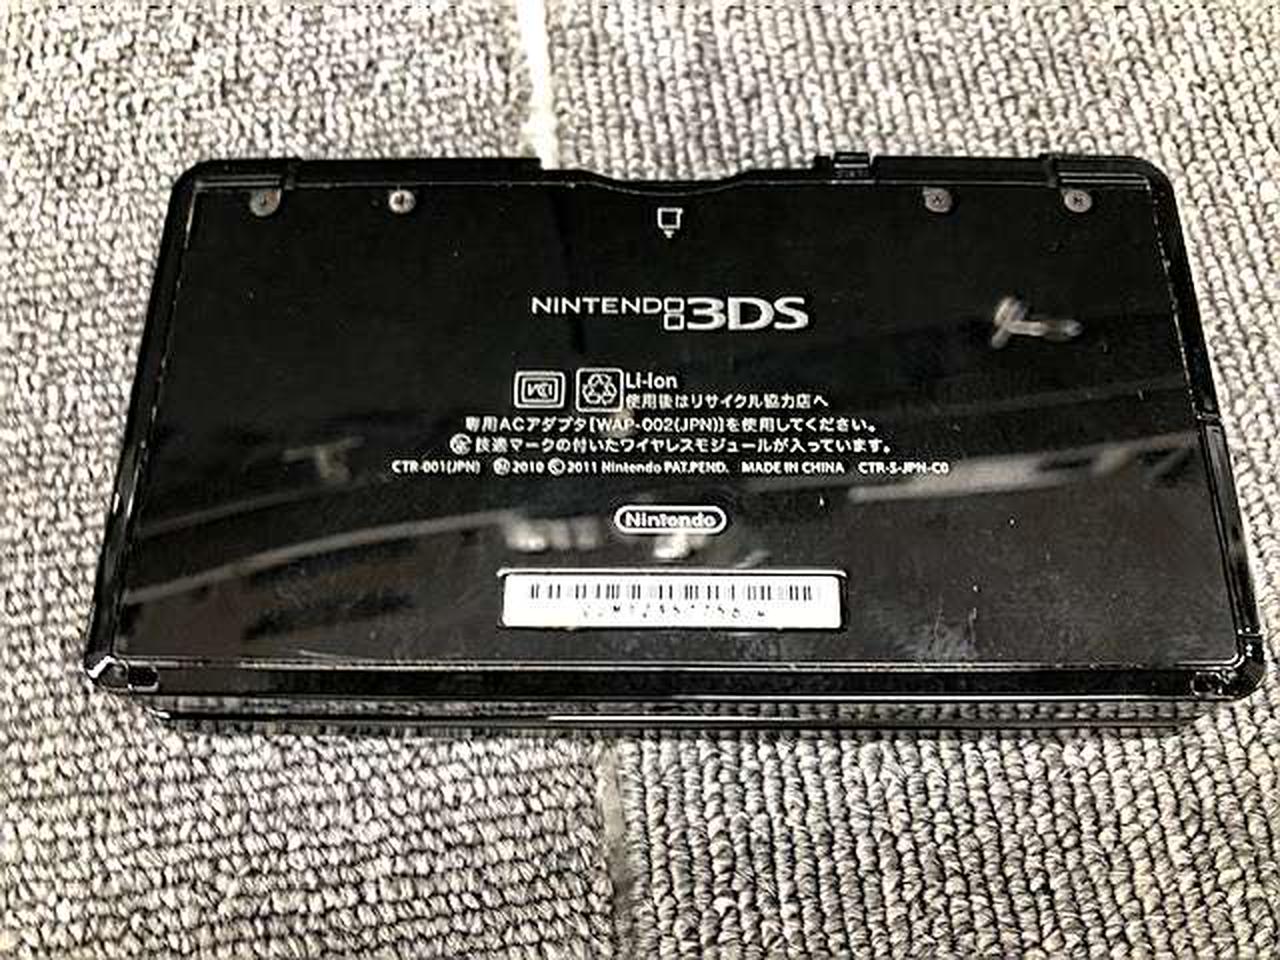 NINTENDO 3DS
VCI
Li-ion
使用後はリサイクル協力店へ
専用ACアダプタ[WAP-002(JPN)]を使用してください。
技適マークの付いたワイヤレスモジュールが入っています。
CTR-001(JPN) Ⓜ2010 ©2011 Nintendo PAT.PEND. MADE IN CHINA CTR-S-JPN-C0
Nintendo